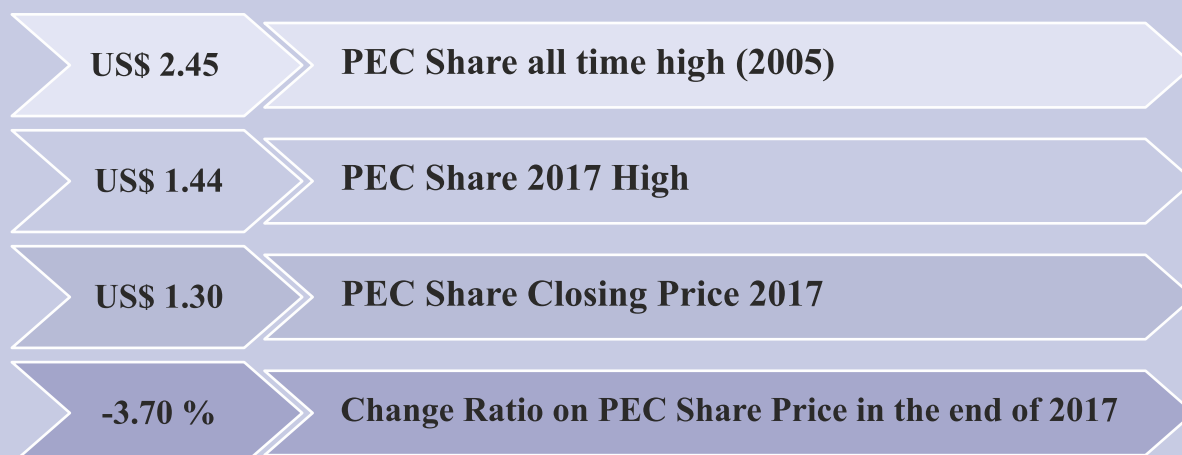 US$ 2.45 PEC Share all time high (2005)
US$ 1.44 PEC Share 2017 High
US$ 1.30 PEC Share Closing Price 2017
-3.70 % Change Ratio on PEC Share Price in the end of 2017